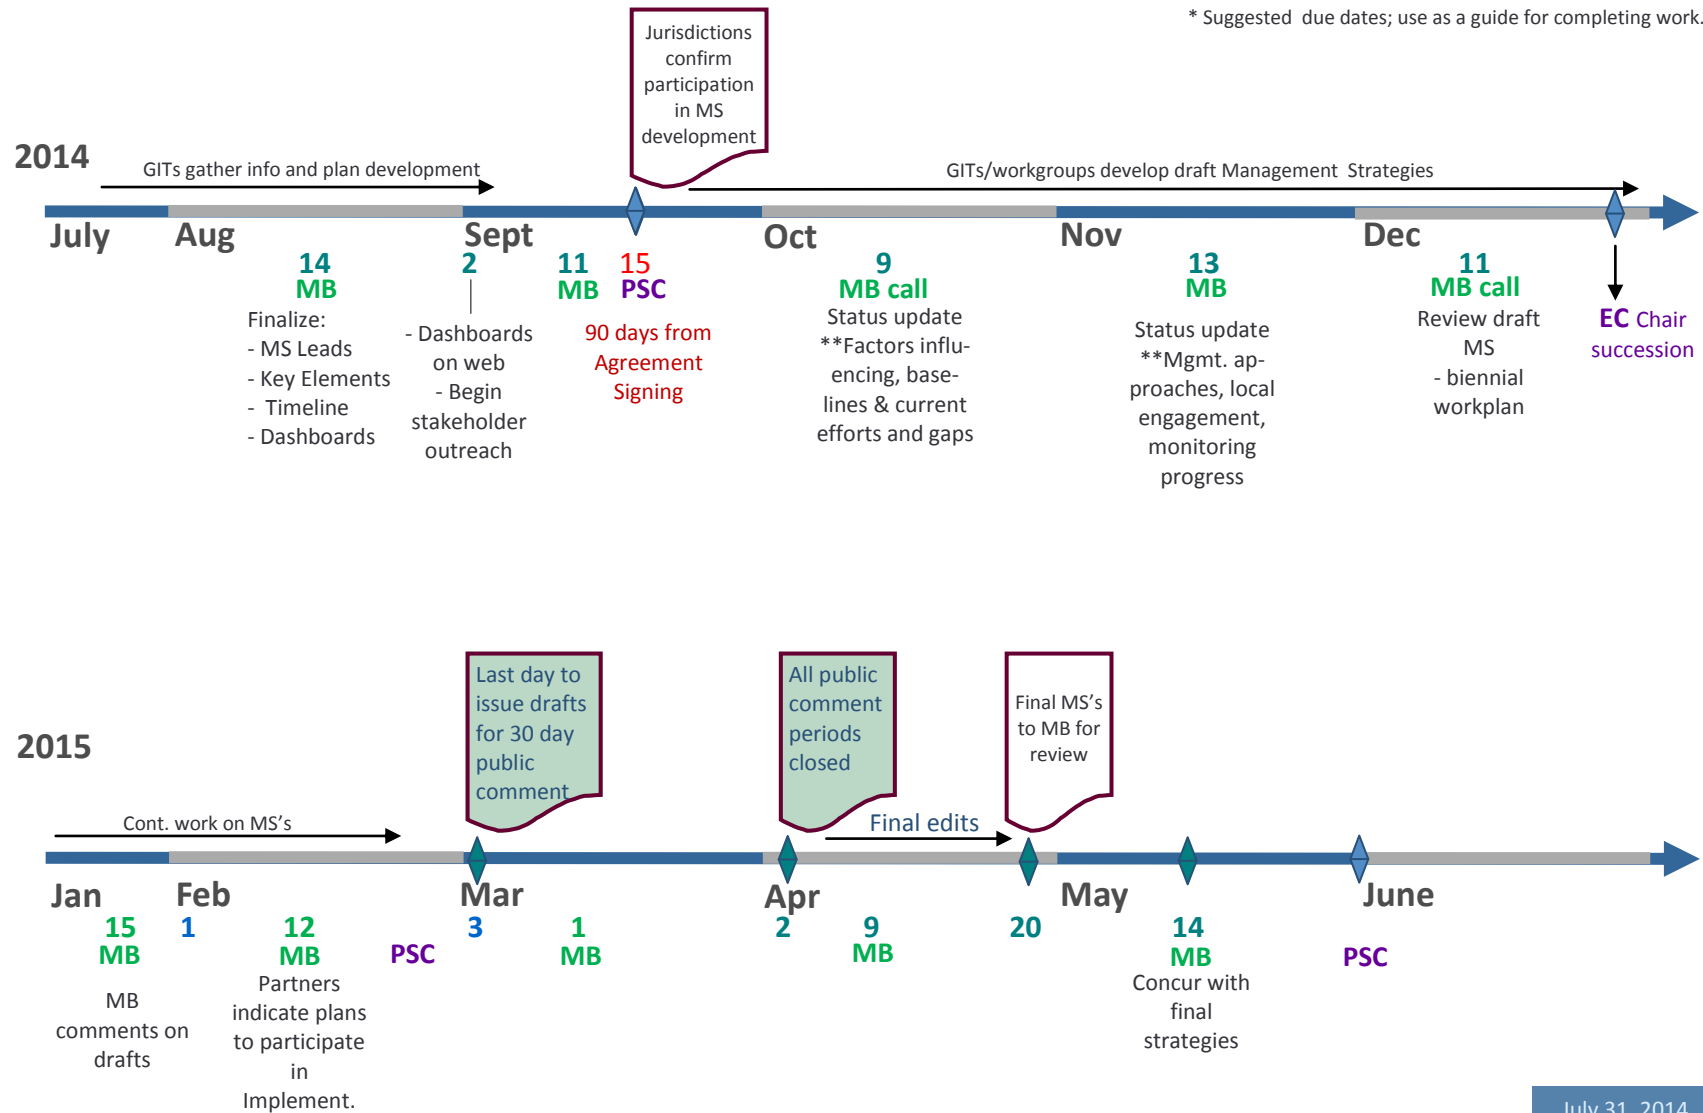 * Suggested due dates; use as a guide for completing work.
Jurisdictions
confirm
participation
in MS
development
2014
GITs gather info and plan development
GITs/workgroups develop draft Management Strategies
July
Aug
Sept
Oct
Nov
Dec
14
MB
Finalize:
- MS Leads
- Key Elements
- Timeline
- Dashboards
2
- Dashboards
on web
- Begin
stakeholder
outreach
11
MB
15
PSC
90 days from
Agreement
Signing
9
MB call
Status update
**Factors influ-
encing, base-
lines & current
efforts and gaps
13
MB
Status update
**Mgmt. ap-
proaches, local
engagement,
monitoring
progress
11
MB call
Review draft
MS
- biennial
workplan
EC Chair
succession
Last day to
issue drafts
for 30 day
public
comment
All public
comment
periods
closed
Final MS's
to MB for
review
2015
Cont. work on MS's
Final edits
Jan
Feb
Mar
Apr
May
June
15
MB
MB
comments on
drafts
1
12
MB
Partners
indicate plans
to participate
in
Implement.
PSC
3
1
MB
2
9
MB
20
14
MB
Concur with
final
strategies
PSC
July 31, 2014